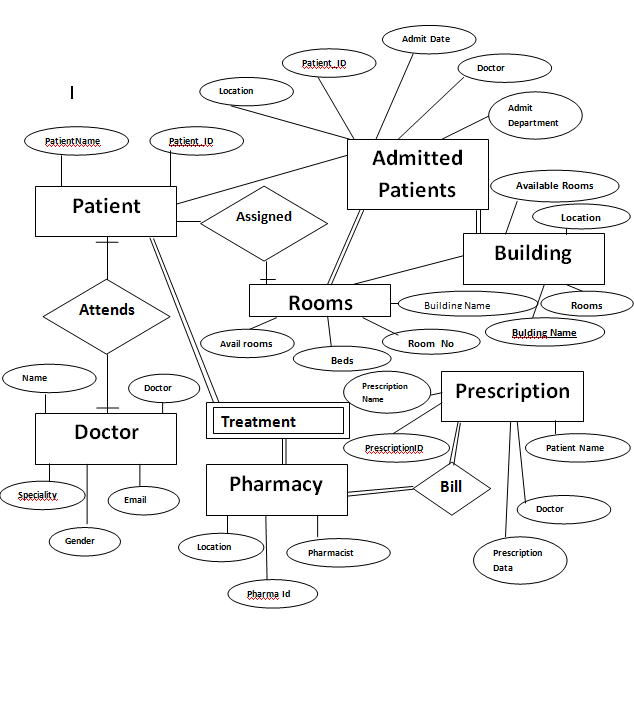 Admit Date
Patient_ID
Doctor
Location
Admit
Department
PatientName
Patient_ID
Admitted
Patients
Available Rooms
Patient
Assigned
Location
Building
Rooms
Building Name
Rooms
Attends
Avail rooms
Room No
Bulding Name
Beds
Name
Doctor
Prescription
Name
Prescription
Treatment
Doctor
PrescriptionID
Patient Name
Pharmacy
Bill
Speciality
Email
Doctor
Gender
Location
Pharmacist
Prescription
Data
Pharma Id